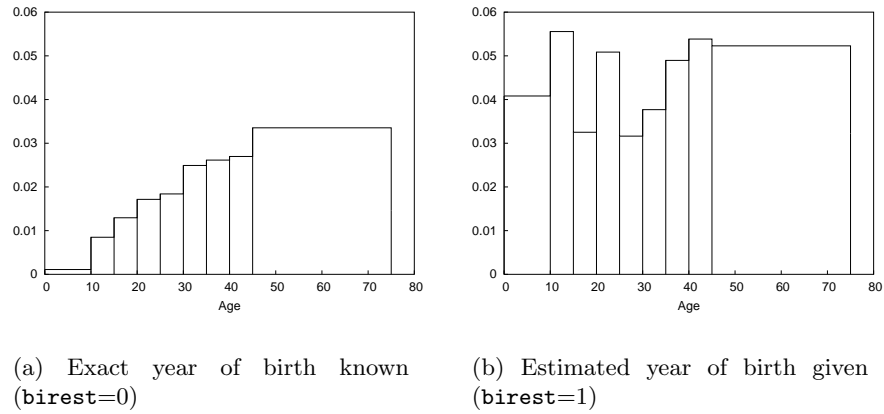 0.06
0.05
0.04
0.03
0.02
0.01
0
0 10 20 30 40 50 60 70 80
Age
(a) Exact year of birth known
(birest=0)
0.06
0.05
0.04
0.03
0.02
0.01
0
0 10 20 30 40 50 60 70 80
Age
(b) Estimated year of birth given
(birest=1)